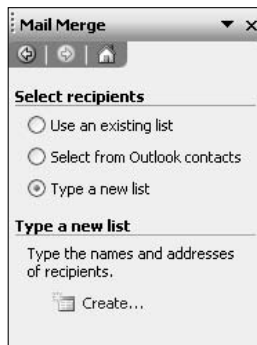 Mail Merge
Select recipients
Use an existing list
Select from Outlook contacts
Type a new list
Type a new list
Type the names and addresses
of recipients.
Create...